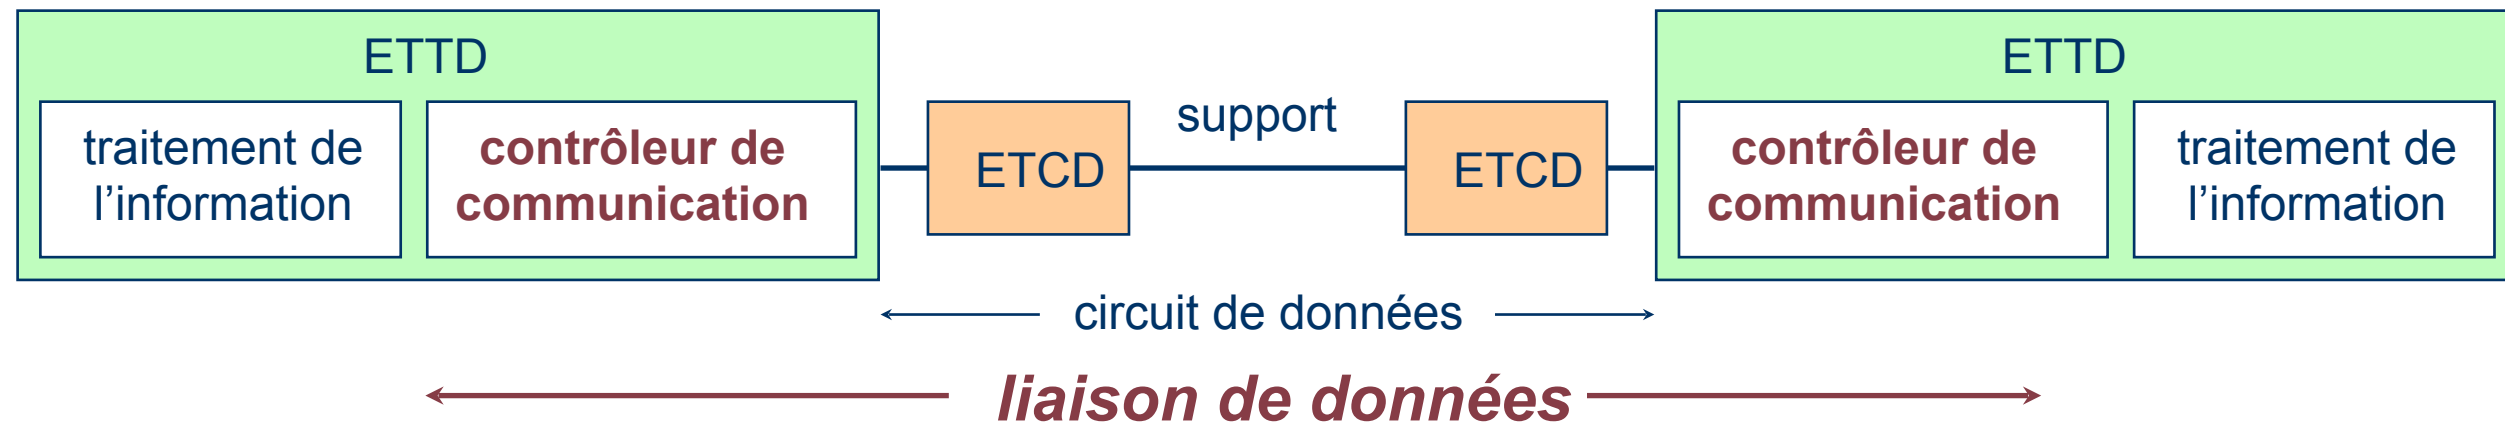 ETTD
traitement de
l’information
contrôleur de
communication
ETCD
support
ETCD
ETTD
contrôleur de
communication
traitement de
l’information
circuit de données
liaison de données